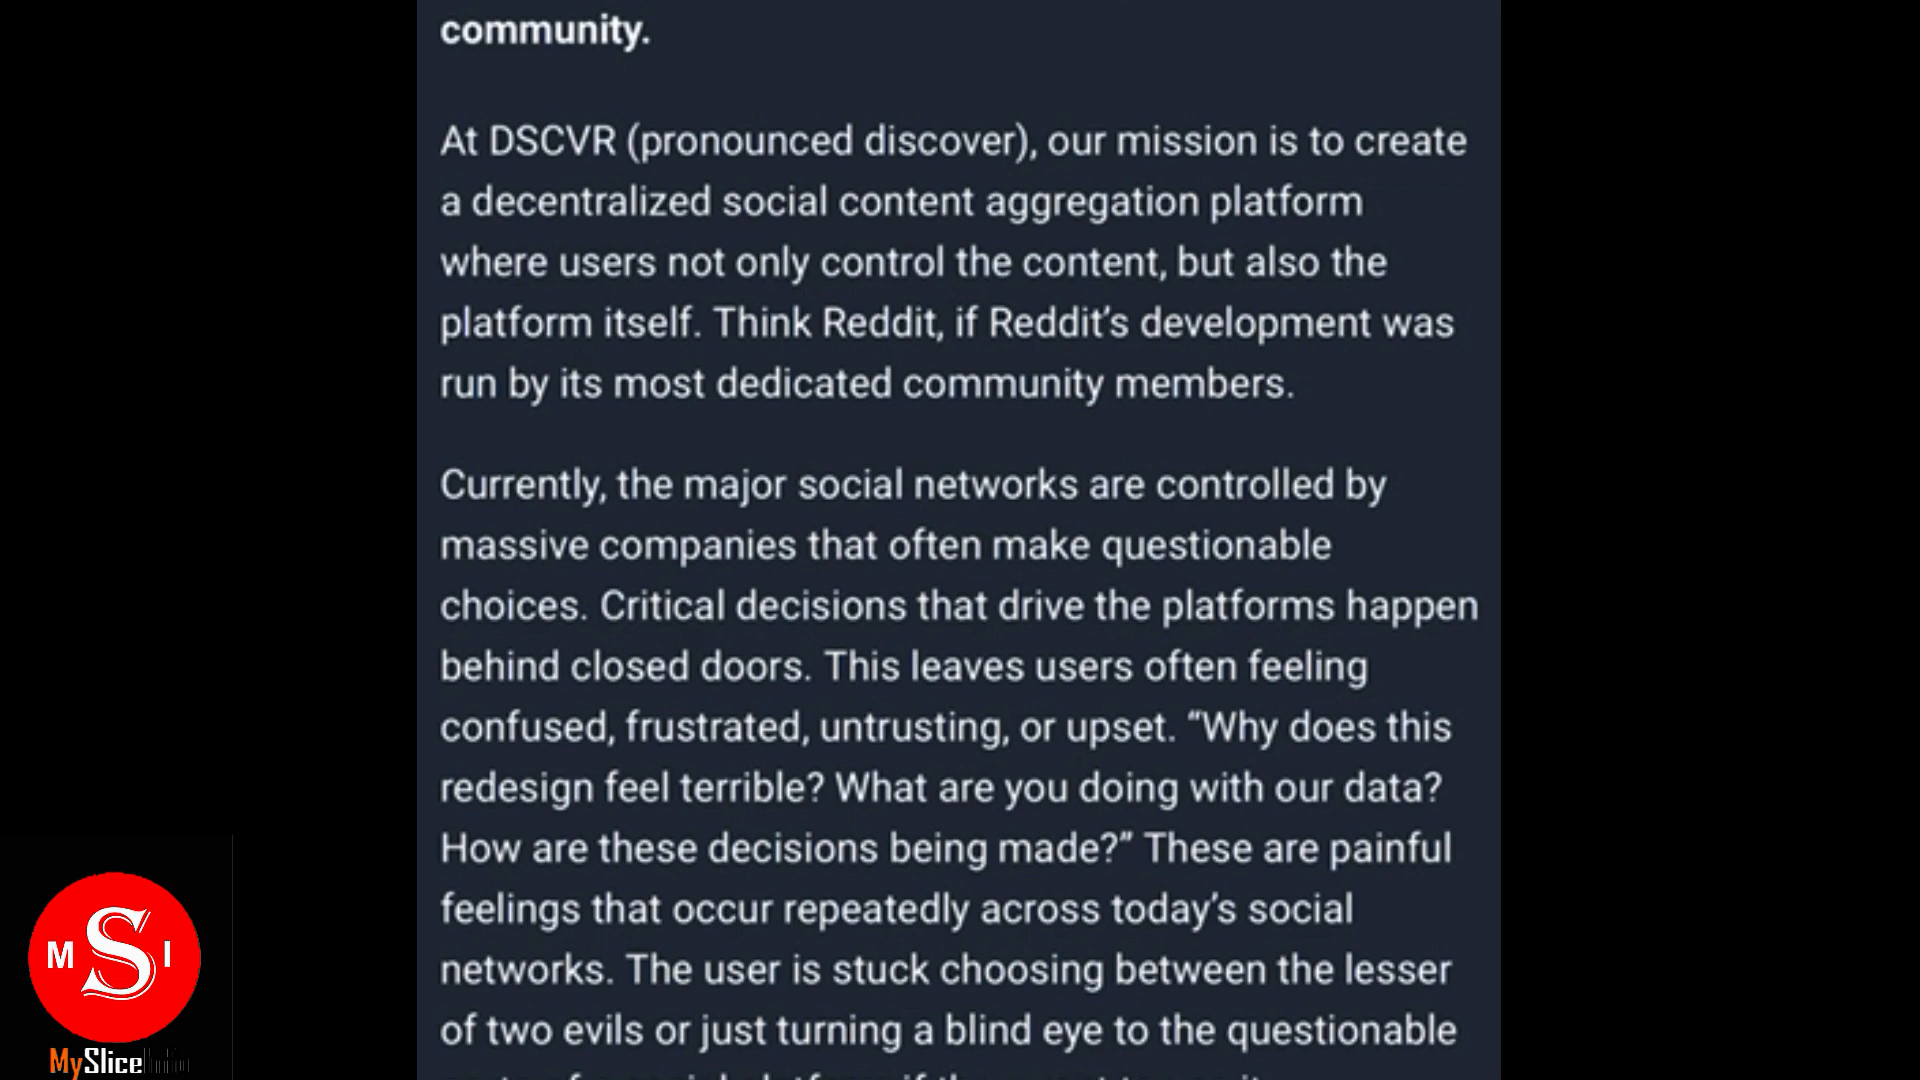 community.
At DSCVR (pronounced discover), our mission is to create
a decentralized social content aggregation platform
where users not only control the content, but also the
platform itself. Think Reddit, if Reddit’s development was
run by its most dedicated community members.
Currently, the major social networks are controlled by
massive companies that often make questionable
choices. Critical decisions that drive the platforms happen
behind closed doors. This leaves users often feeling
confused, frustrated, untrusting, or upset. “Why does this
redesign feel terrible? What are you doing with our data?
How are these decisions being made?” These are painful
feelings that occur repeatedly across today’s social
networks. The user is stuck choosing between the lesser
of two evils or just turning a blind eye to the questionable
M S I
MySliceInfo